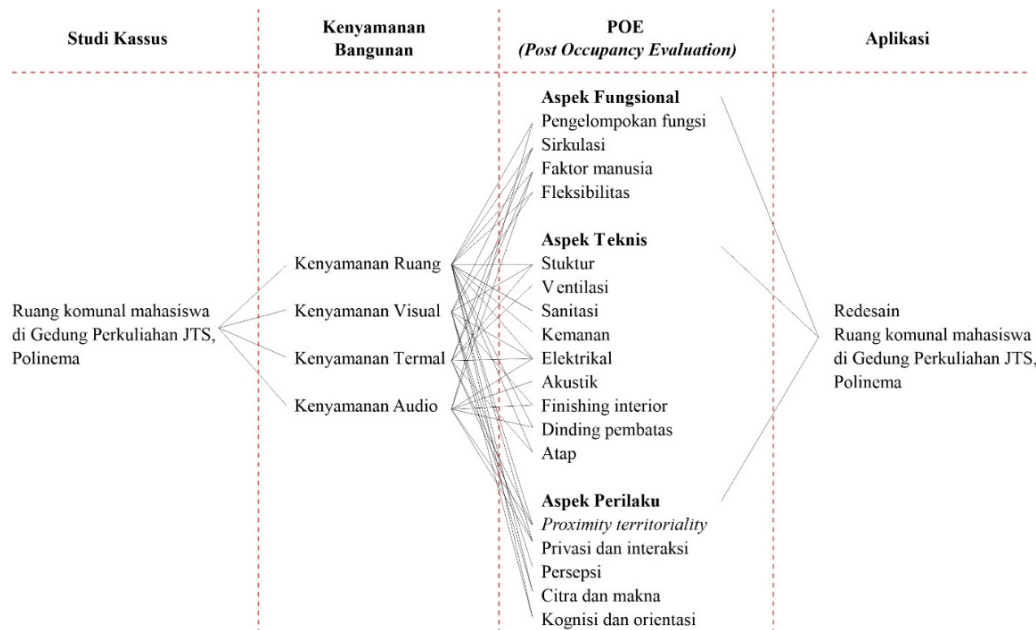 Studi Kassus
Kenyamanan
Bangunan
POE
(Post Occupancy Evaluation)
Aplikasi
Ruang komunal mahasiswa
di Gedung Perkuliahan JTS,
Polinema
Kenyamanan Ruang
Kenyamanan Visual
Kenyamanan Termal
Kenyamanan Audio
Aspek Fungsional
Pengelompokan fungsi
Sirkulasi
Faktor manusia
Fleksibilitas
Aspek Teknis
Stuktur
Ventilasi
Sanitasi
Kemanan
Elektrikal
Akustik
Finishing interior
Dinding pembatas
Atap
Aspek Perilaku
Proximity territoriality
Privasi dan interaksi
Persepsi
Citra dan makna
Kognisi dan orientasi
Redesain
Ruang komunal mahasiswa
di Gedung Perkuliahan JTS,
Polinema